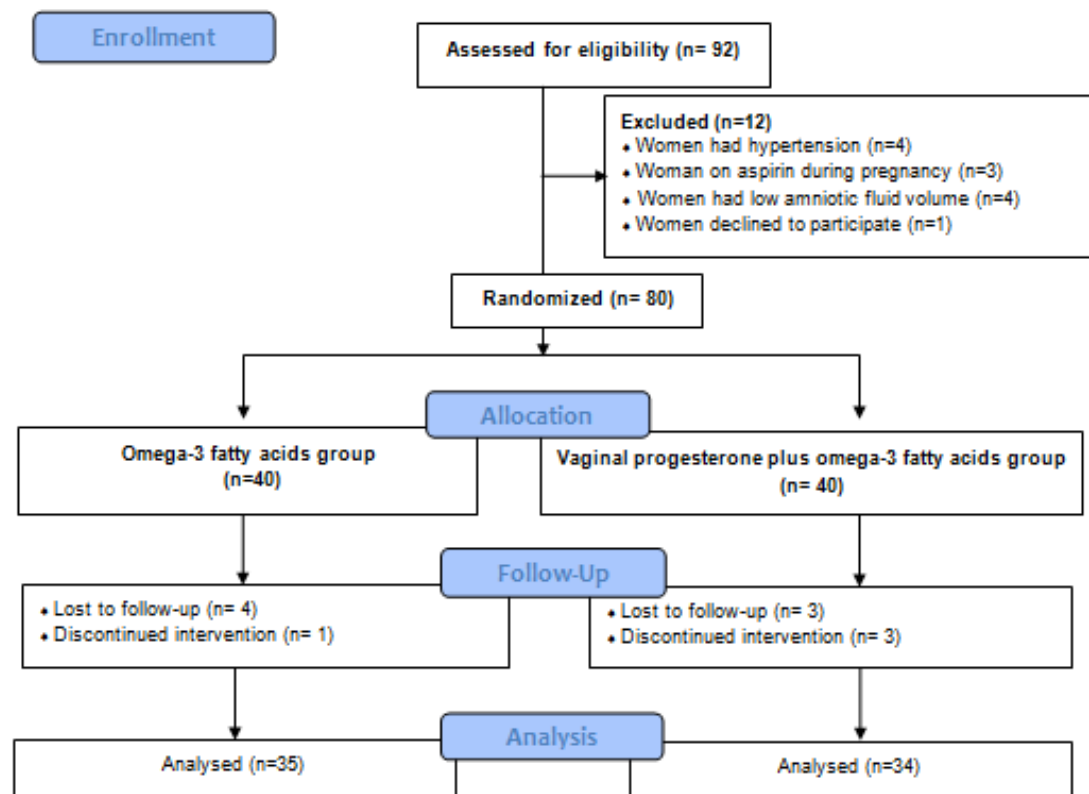 Enrollment
Assessed for eligibility (n= 92)
Excluded (n=12)
• Women had hypertension (n=4)
• Woman on aspirin during pregnancy (n=3)
• Women had low amniotic fluid volume (n=4)
• Women declined to participate (n=1)
Randomized (n= 80)
Allocation
Omega-3 fatty acids group
(n=40)
Vaginal progesterone plus omega-3 fatty acids group
(n= 40)
Follow-Up
• Lost to follow-up (n= 4)
• Discontinued intervention (n= 1)
• Lost to follow-up (n= 3)
• Discontinued intervention (n= 3)
Analysis
Analysed (n=35)
Analysed (n=34)